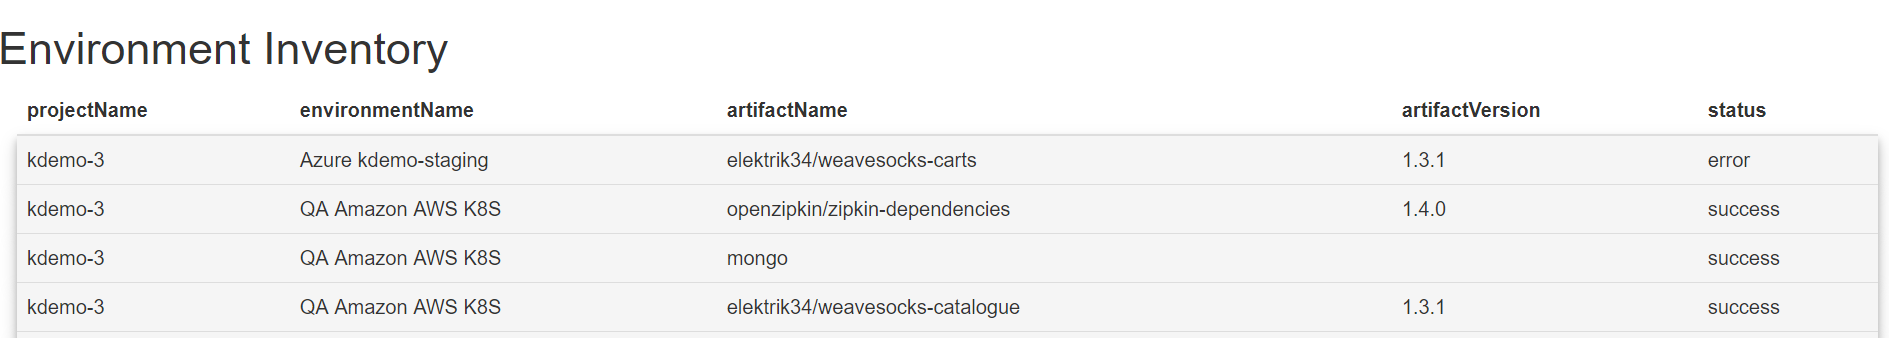 Environment Inventory
projectName environmentName artifactName artifactVersion status
kdemo-3 Azure kdemo-staging elektrik34/weavesocks-carts 1.3.1 error
kdemo-3 QA Amazon AWS K8S openzipkin/zipkin-dependencies 1.4.0 success
kdemo-3 QA Amazon AWS K8S mongo success
kdemo-3 QA Amazon AWS K8S elektrik34/weavesocks-catalogue 1.3.1 success